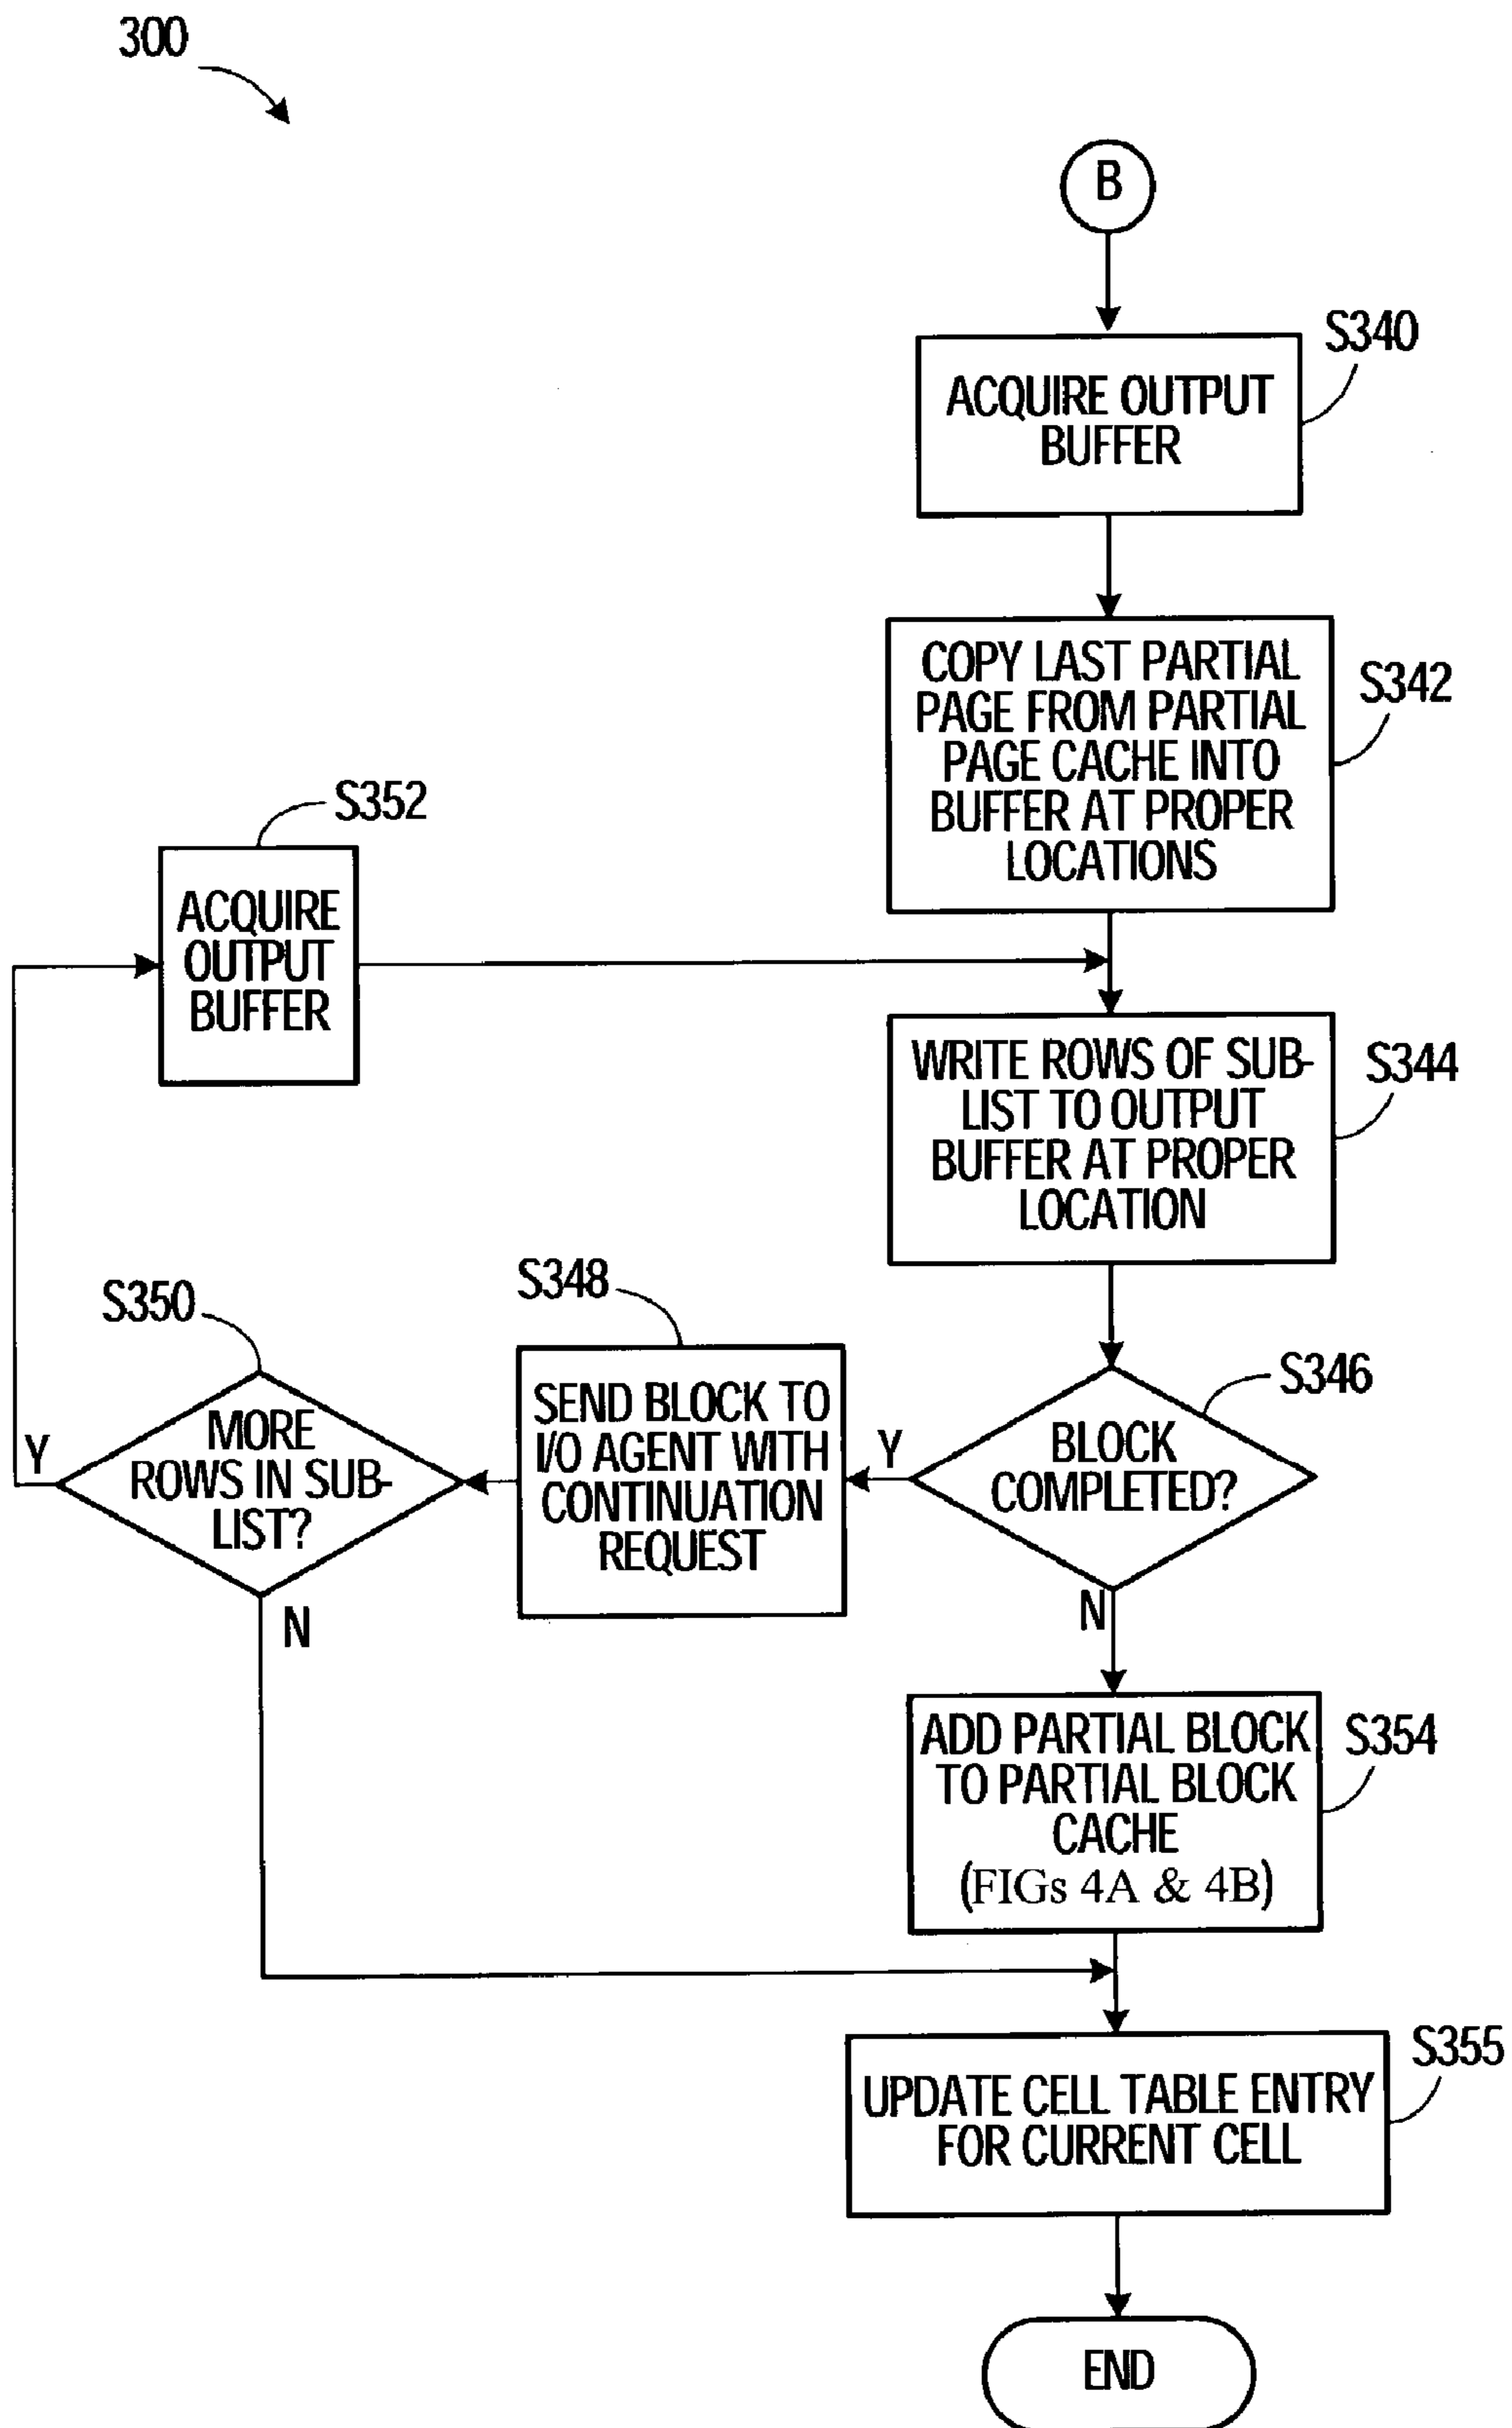 300
B
S340
ACQUIRE OUTPUT
BUFFER
COPY LAST PARTIAL
PAGE FROM PARTIAL
PAGE CACHE INTO
BUFFER AT PROPER
LOCATIONS
S342
S352
ACQUIRE
OUTPUT
BUFFER
WRITE ROWS OF SUB-
LIST TO OUTPUT
BUFFER AT PROPER
LOCATION
S344
S346
BLOCK
COMPLETED?
Y
N
S348
SEND BLOCK TO
I/O AGENT WITH
CONTINUATION
REQUEST
S350
MORE
ROWS IN SUB-
LIST?
Y
N
ADD PARTIAL BLOCK
TO PARTIAL BLOCK
CACHE
(FIGs 4A & 4B)
S354
S355
UPDATE CELL TABLE ENTRY
FOR CURRENT CELL
END